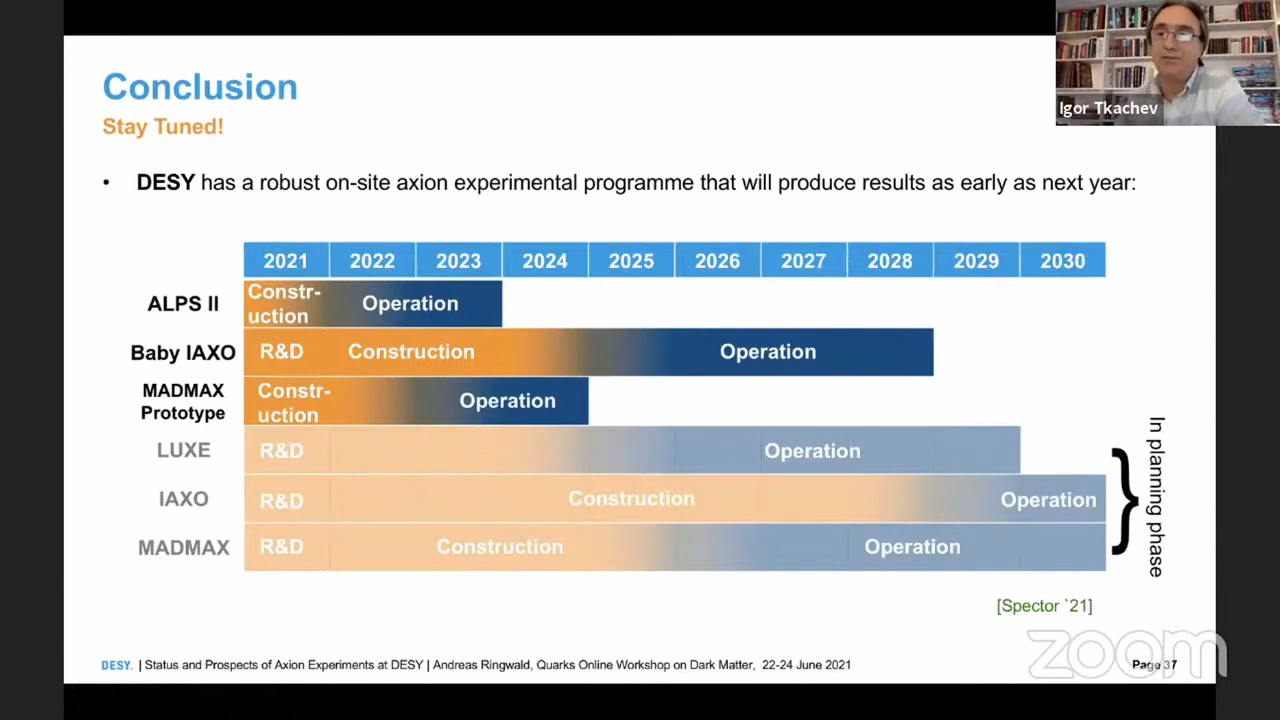 Igor Tkachev
Conclusion
Stay Tuned!
• DESY has a robust on-site axion experimental programme that will produce results as early as next year:
2021 2022 2023 2024 2025 2026 2027 2028 2029 2030
ALPS II
Constr-
uction
Operation
Baby IAXO R&D Construction Operation
MADMAX
Prototype
Constr-
uction
Operation
LUXE R&D Operation
IAXO R&D Construction Operation
MADMAX R&D Construction Operation
In planning phase
[Spector `21]
zoom
DESY. | Status and Prospects of Axion Experiments at DESY | Andreas Ringwald, Quarks Online Workshop on Dark Matter, 22-24 June 2021 Page 37